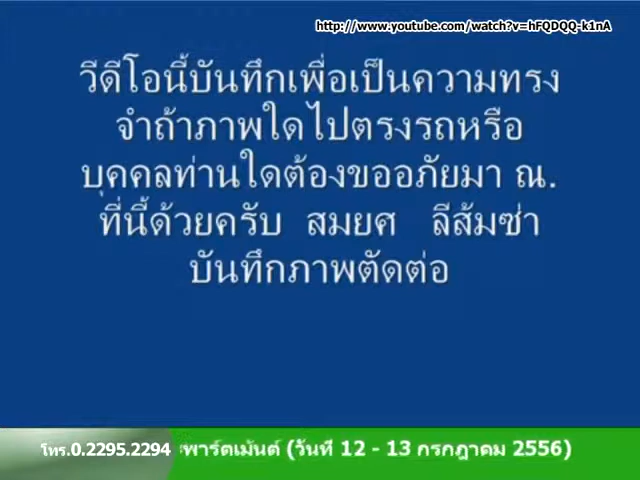 http://www.youtube.com/watch?v=hFQDQQ-k1nA
วีดีโอนี้บันทึกเพื่อเป็นความทรง
จำถ้าภาพใดไปตรงรถหรือ
บุคคลท่านใดต้องขออภัยมา ณ.
ที่นี้ด้วยครับ สมยศ ลีส้มซ่า
บันทึกภาพตัดต่อ
โทร.0.2295.2294 พาร์ตเม้นต์ (วันที่ 12 - 13 กรกฎาคม 2556)